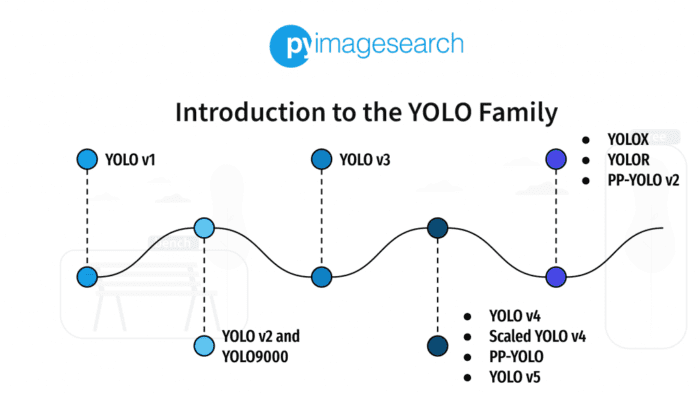 pyimagesearch
Introduction to the YOLO Family
YOLO v1
YOLO v3
● YOLOX
● YOLOR
● PP-YOLO v2
YOLO v2 and
YOLO9000
● YOLO v4
● Scaled YOLO v4
● PP-YOLO
● YOLO v5